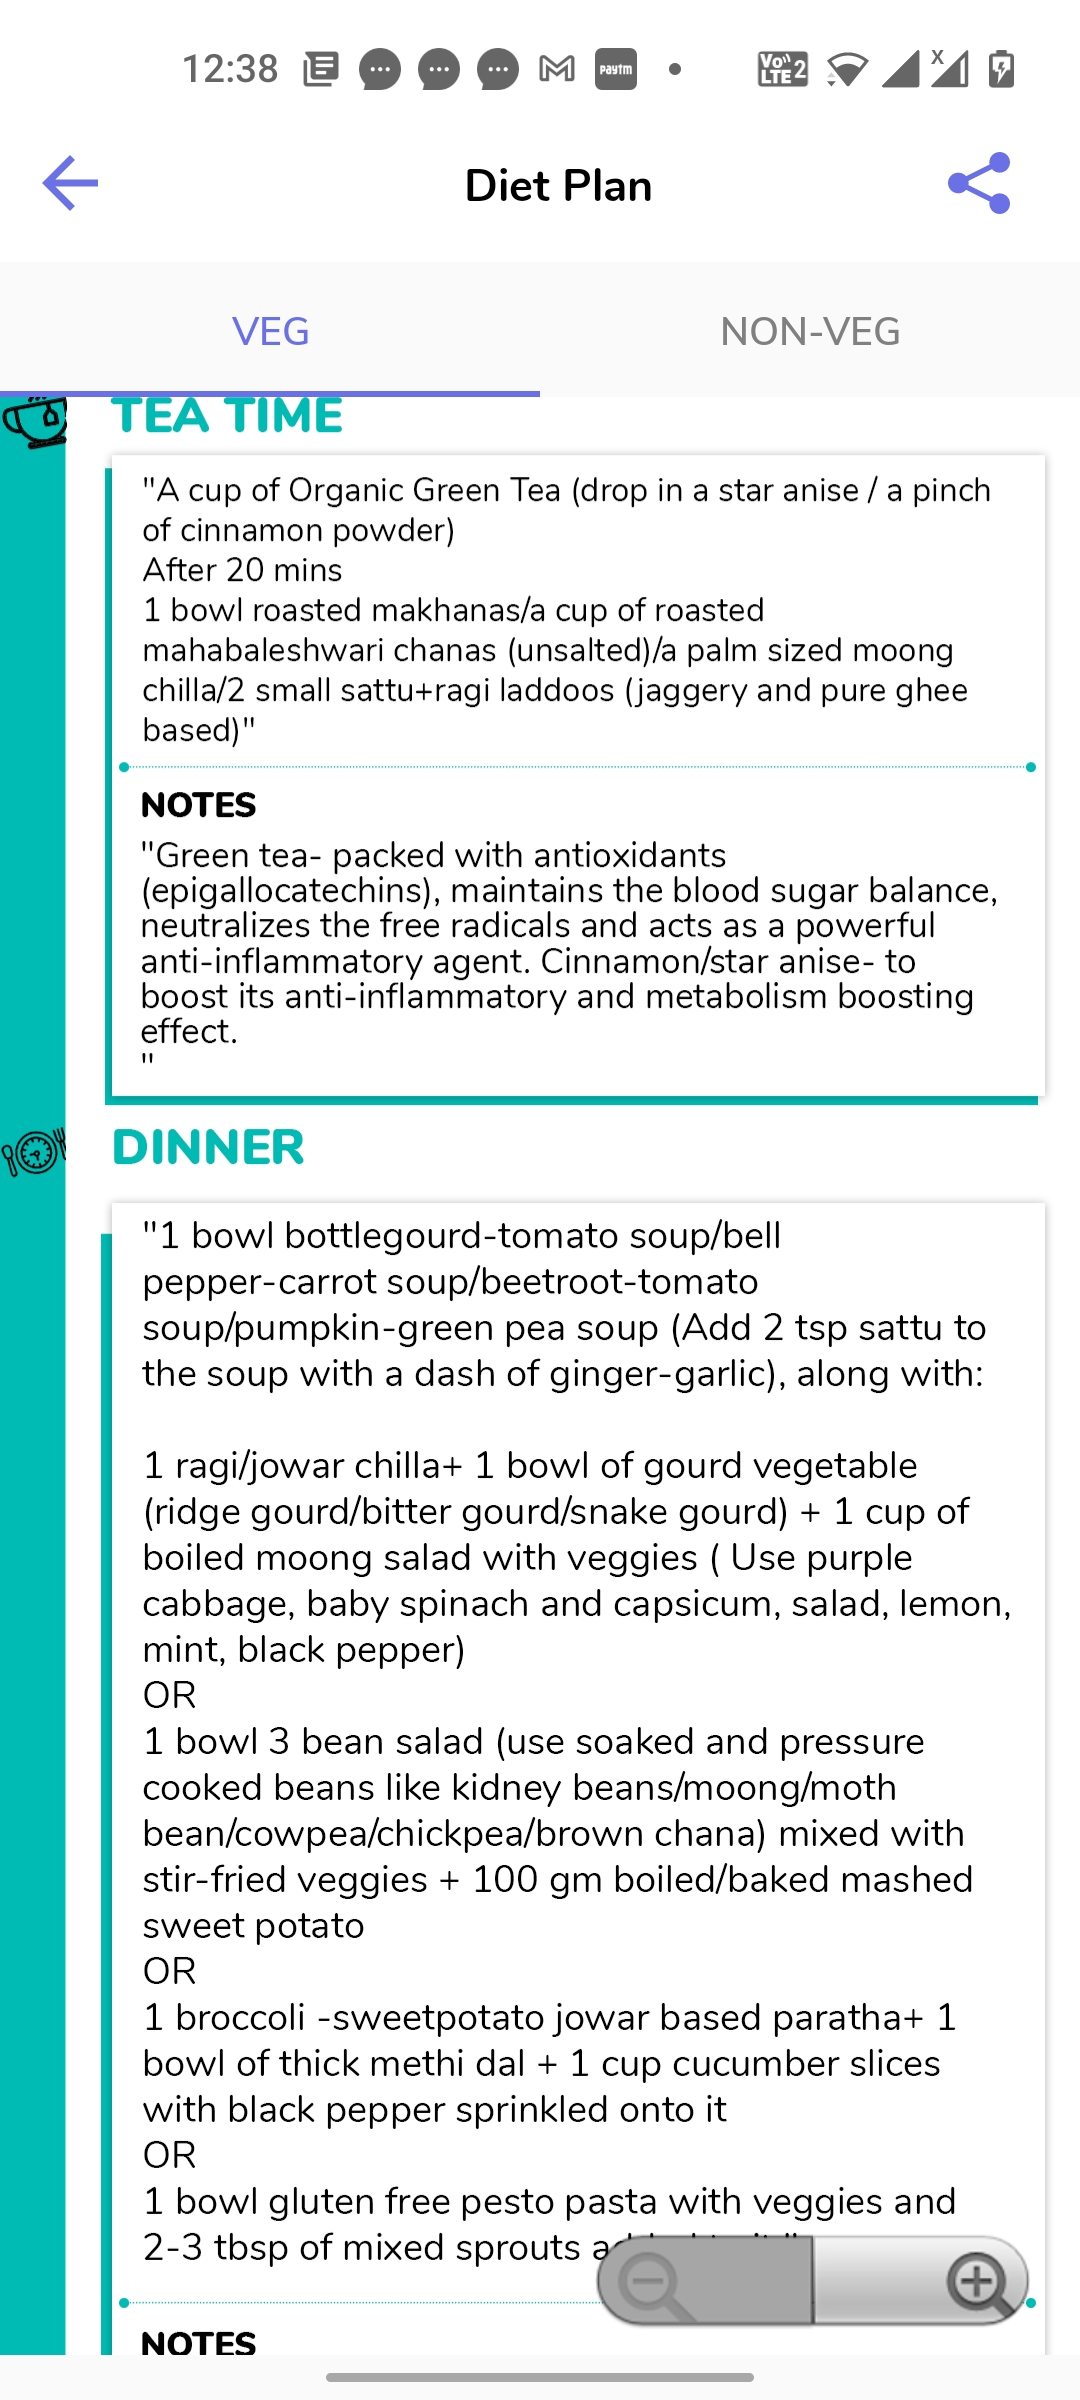 12:38
paytm
Vo))
LTE 2
X
Diet Plan
VEG
NON-VEG
TEA TIME
"A cup of Organic Green Tea (drop in a star anise / a pinch
of cinnamon powder)
After 20 mins
1 bowl roasted makhanas/a cup of roasted
mahabaleshwari chanas (unsalted)/a palm sized moong
chilla/2 small sattu+ragi laddoos (jaggery and pure ghee
based)"
NOTES
"Green tea- packed with antioxidants
(epigallocatechins), maintains the blood sugar balance,
neutralizes the free radicals and acts as a powerful
anti-inflammatory agent. Cinnamon/star anise- to
boost its anti-inflammatory and metabolism boosting
effect.
"
DINNER
"1 bowl bottlegourd-tomato soup/bell
pepper-carrot soup/beetroot-tomato
soup/pumpkin-green pea soup (Add 2 tsp sattu to
the soup with a dash of ginger-garlic), along with:
1 ragi/jowar chilla+ 1 bowl of gourd vegetable
(ridge gourd/bitter gourd/snake gourd) + 1 cup of
boiled moong salad with veggies ( Use purple
cabbage, baby spinach and capsicum, salad, lemon,
mint, black pepper)
OR
1 bowl 3 bean salad (use soaked and pressure
cooked beans like kidney beans/moong/moth
bean/cowpea/chickpea/brown chana) mixed with
stir-fried veggies + 100 gm boiled/baked mashed
sweet potato
OR
1 broccoli -sweetpotato jowar based paratha+ 1
bowl of thick methi dal + 1 cup cucumber slices
with black pepper sprinkled onto it
OR
1 bowl gluten free pesto pasta with veggies and
2-3 tbsp of mixed sprouts
NOTES